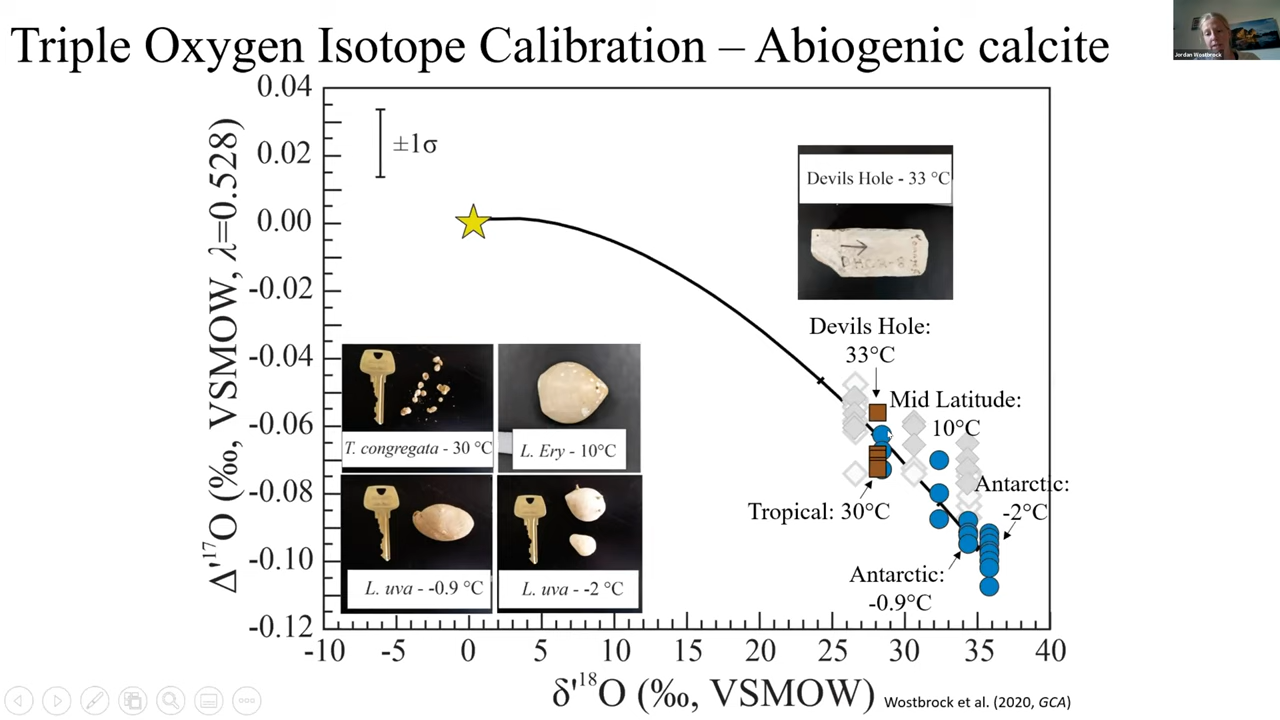 Triple Oxygen Isotope Calibration – Abiogenic calcite
Jordan Wostbrock
0.04
0.02
0.00
-0.02
-0.04
-0.06
-0.08
-0.10
-0.12
Δ'¹⁷O (‰, VSMOW, λ=0.528)
±1σ
Devils Hole - 33 °C
Devils Hole:
33°C
Mid Latitude:
10°C
Antarctic:
-2°C
Tropical: 30°C
Antarctic:
-0.9°C
T. congregata - 30 °C
L. Ery - 10°C
L. uva - -0.9 °C
L. uva - -2 °C
-10 -5 0 5 10 15 20 25 30 35 40
δ'¹⁸O (‰, VSMOW)
Wostbrock et al. (2020, GCA)